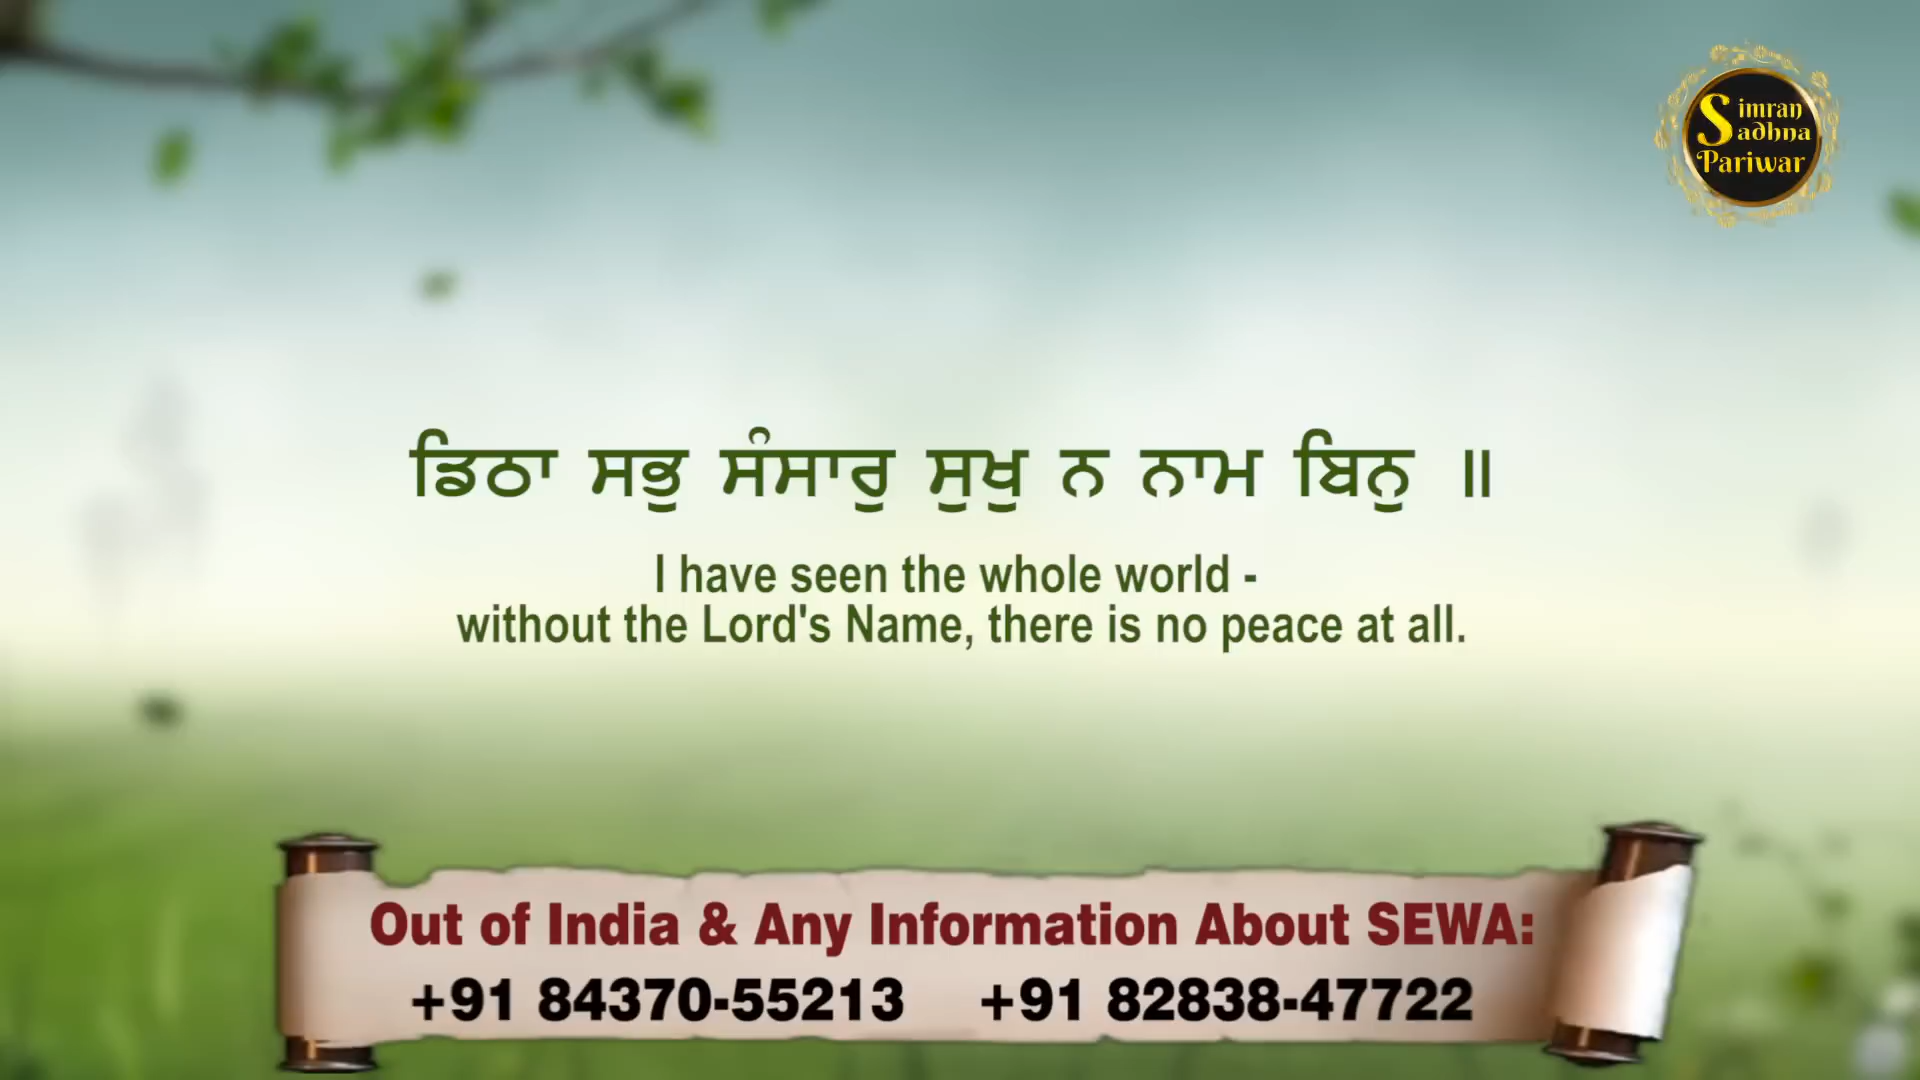 Simran
Sadhna
Pariwar
ਡਿਠਾ ਸਭੁ ਸੰਸਾਰੁ ਸੁਖੁ ਨ ਨਾਮ ਬਿਨੁ ॥
I have seen the whole world -
without the Lord's Name, there is no peace at all.
Out of India & Any Information About SEWA:
+91 84370-55213 +91 82838-47722